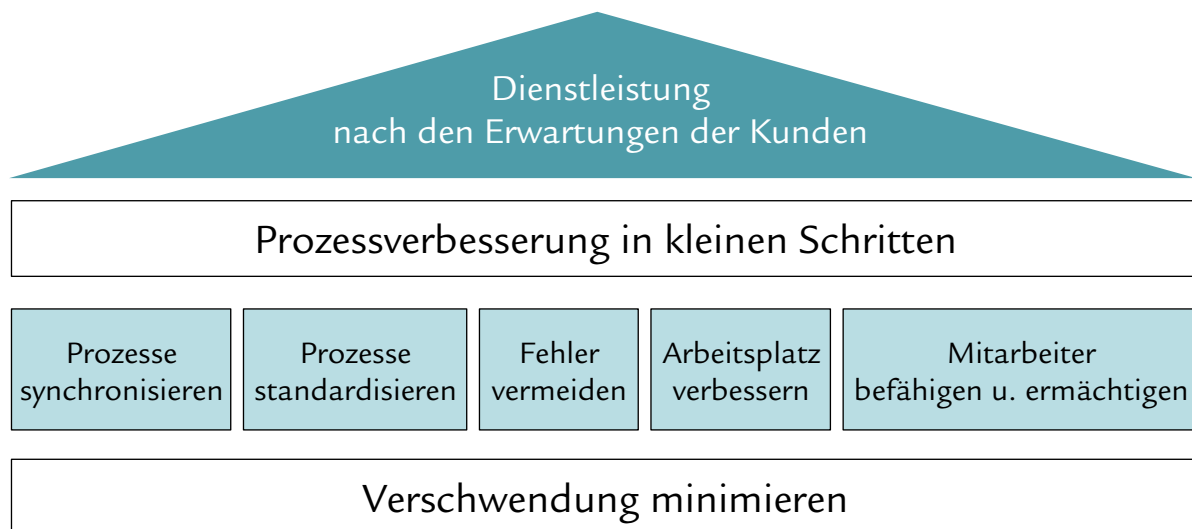 Dienstleistung
nach den Erwartungen der Kunden
Prozessverbesserung in kleinen Schritten
Prozesse
synchronisieren
Prozesse
standardisieren
Fehler
vermeiden
Arbeitsplatz
verbessern
Mitarbeiter
befähigen u. ermächtigen
Verschwendung minimieren